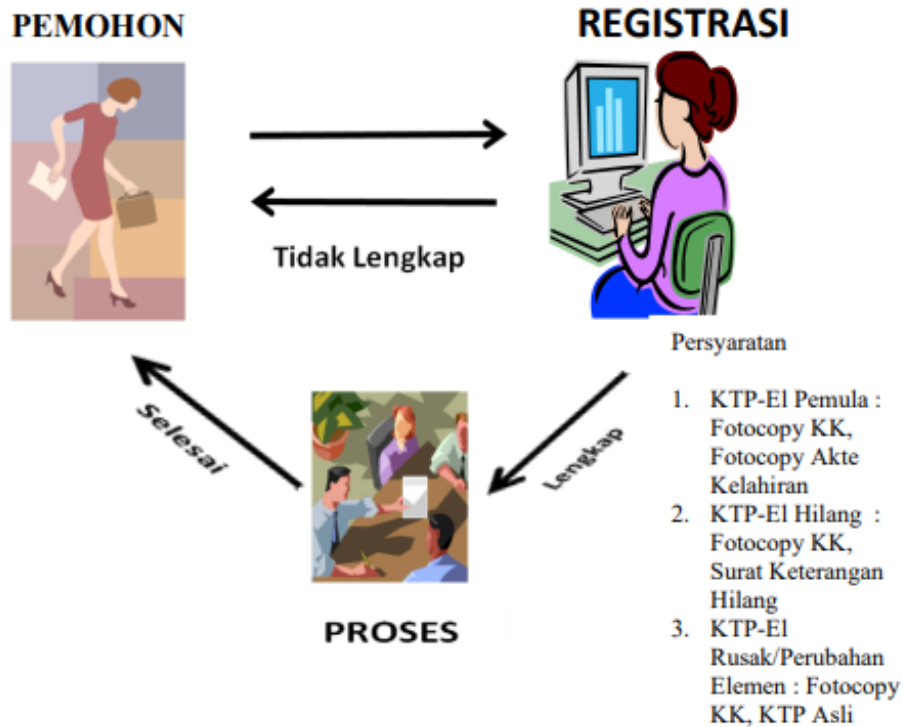 PEMOHON
REGISTRASI
Tidak Lengkap
Persyaratan
Selesai
Lengkap
1. KTP-El Pemula :
Fotocopy KK,
Fotocopy Akte
Kelahiran
2. KTP-El Hilang :
Fotocopy KK,
Surat Keterangan
Hilang
3. KTP-El
Rusak/Perubahan
Elemen : Fotocopy
KK, KTP Asli
PROSES